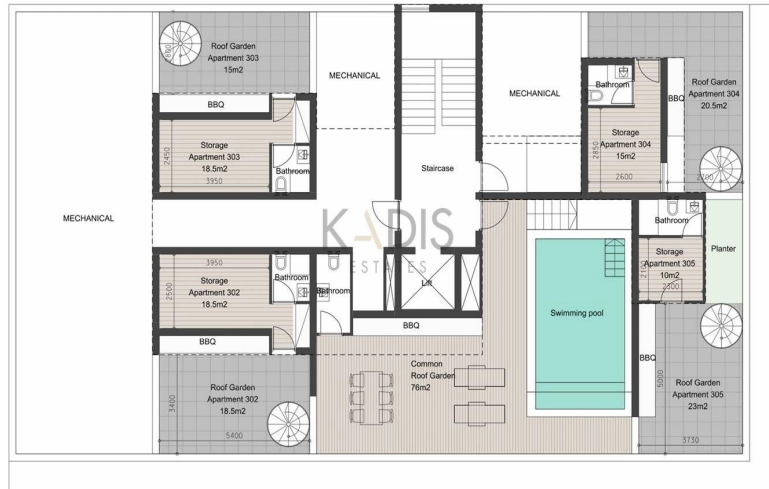 Roof Garden
Apartment 303
15m2
BBQ
Storage
Apartment 303
18.5m2
2450
3950
Bathroom
MECHANICAL
Staircase
MECHANICAL
Bathroom
Storage
Apartment 304
15m2
2850
2600
BBQ
Roof Garden
Apartment 304
20.5m2
2700
MECHANICAL
KADIS
ESTATES
Lift
3950
Storage
Apartment 302
18.5m2
2500
Bathroom
Bathroom
BBQ
BBQ
Roof Garden
Apartment 302
18.5m2
3400
5400
Common
Roof Garden
76m2
Swimming pool
Bathroom
Storage
Apartment 305
10m2
2100
2300
Planter
BBQ
Roof Garden
Apartment 305
23m2
5000
3730